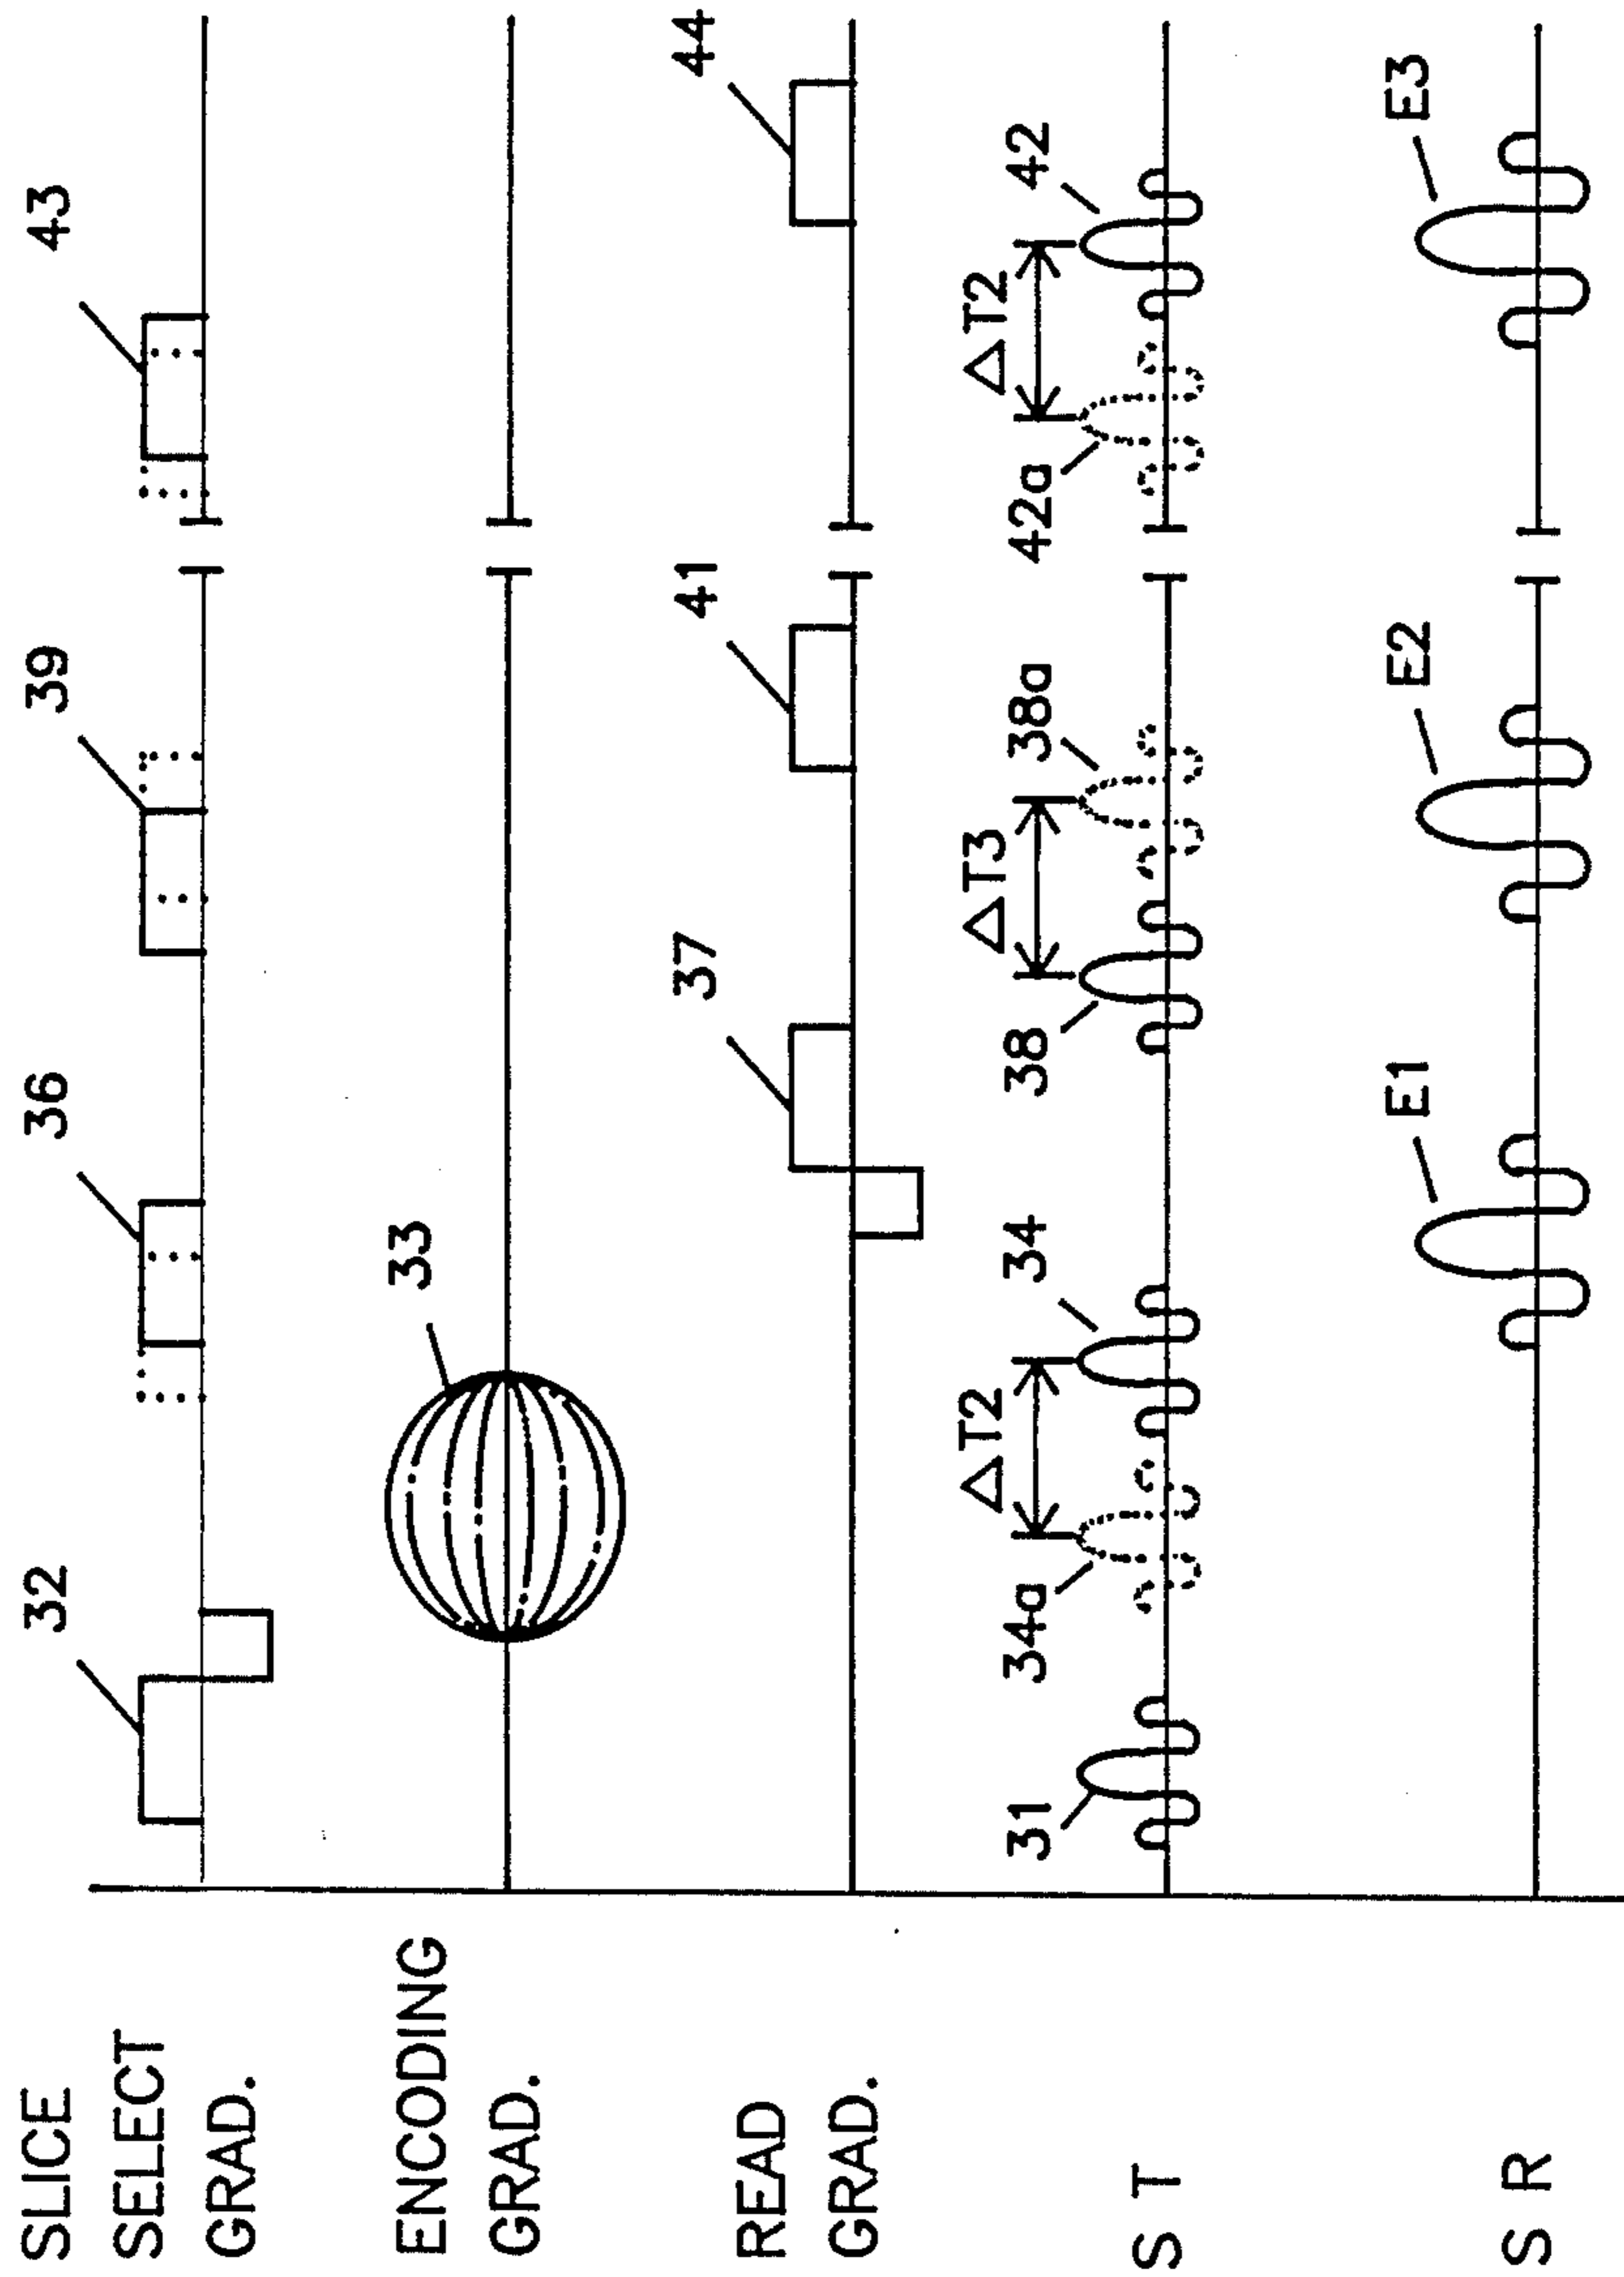 SLICE
SELECT
GRAD.
32
36
39
43
ENCODING
GRAD.
33
READ
GRAD.
37
41
44
S T
31
34a
ΔT2
34
38
ΔT3
38a
42a
ΔT2
42
S R
E1
E2
E3